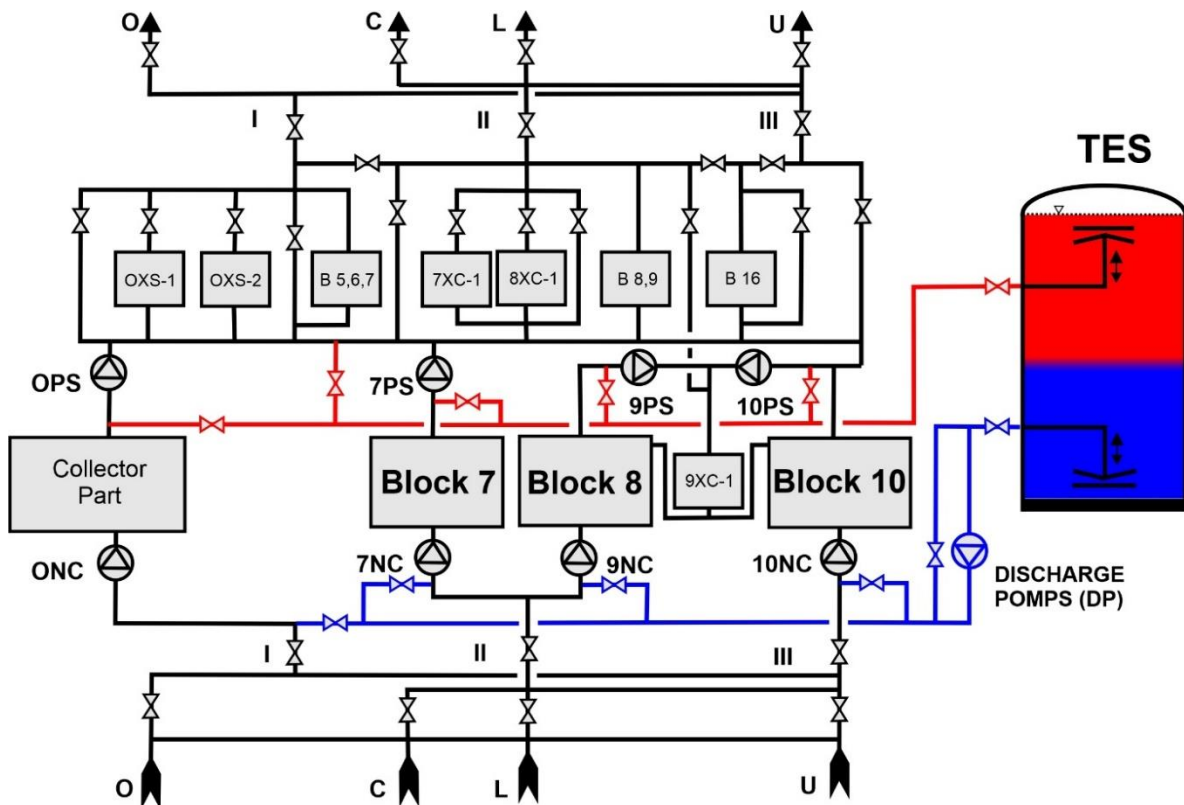 O
C
L
U
I
II
III
TES
OXS-1
OXS-2
B 5,6,7
7XC-1
8XC-1
B 8,9
B 16
OPS
7PS
9PS
10PS
Collector
Part
Block 7
Block 8
9XC-1
Block 10
ONC
7NC
9NC
10NC
DISCHARGE
POMPS (DP)
I
II
III
O
C
L
U